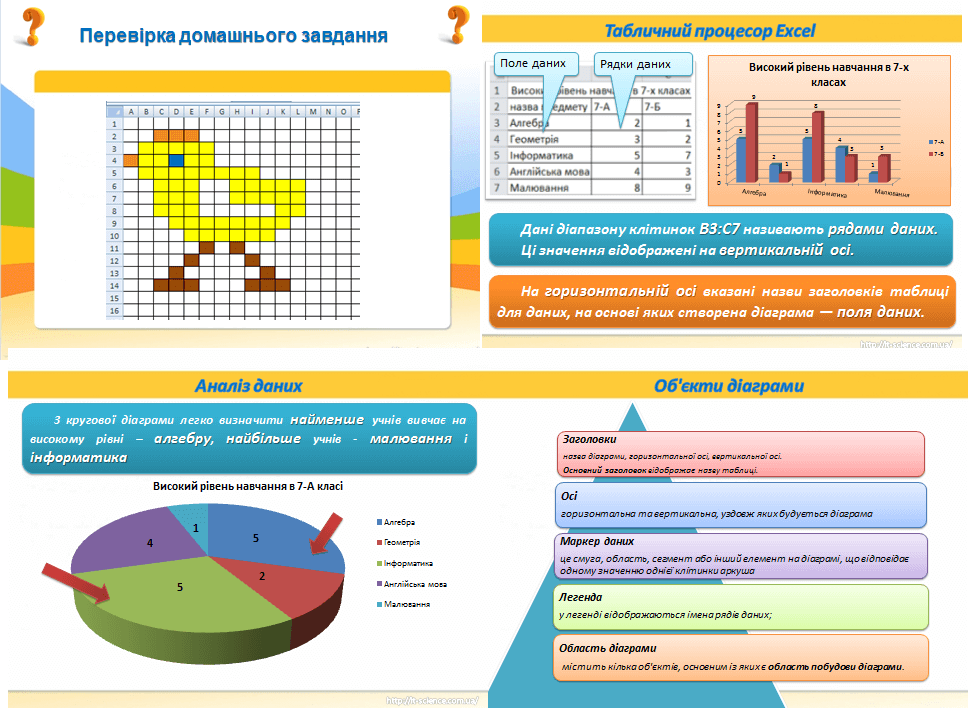 Перевірка домашнього завдання
A B C D E F G H I J K L M N O
1
2
3
4
5
6
7
8
9
10
11
12
13
14
15
16
Табличний процесор Excel
Поле даних
Рядки даних
1 Високи рівень навч в 7-х класах
2 назва предмету 7-А 7-Б
3 Алгебра 2 1
4 Геометрія 3 2
5 Інформатика 5 7
6 Англійська мова 4 3
7 Малювання 8 9
Високий рівень навчання в 7-х
класах
9
8
7
6
5
4
3
2
1
0
5 9 2 1 5 8 4 3 1 3
Алгебра Інформатика Малювання
7-А
7-Б
Дані діапазону клітинок B3:C7 називають рядами даних.
Ці значення відображені на вертикальній осі.
На горизонтальній осі вказані назви заголовків таблиці
для даних, на основі яких створена діаграма — поля даних.
http://it-science.com.ua/
Аналіз даних
З кругової діаграми легко визначити найменше учнів вивчає на
високому рівні – алгебру, найбільше учнів - малювання і
інформатика
Високий рівень навчання в 7-А класі
5
2
5
4
1
Алгебра
Геометрія
Інформатика
Англійська мова
Малювання
http://it-science.com.ua/
Об'єкти діаграми
Заголовки
назва діаграми, горизонтальної осі, вертикальної осі.
Основний заголовок відображає назву таблиці.
Осі
горизонтальна та вертикальна, уздовж яких будується діаграма
Маркер даних
це смуга, область, сегмент або інший елемент на діаграмі, що відповідає
одному значенню однієї клітинки аркуша
Легенда
у легенді відображаються імена рядів даних;
Область діаграми
містить кілька об'єктів, основним із яких є область побудови діаграми.